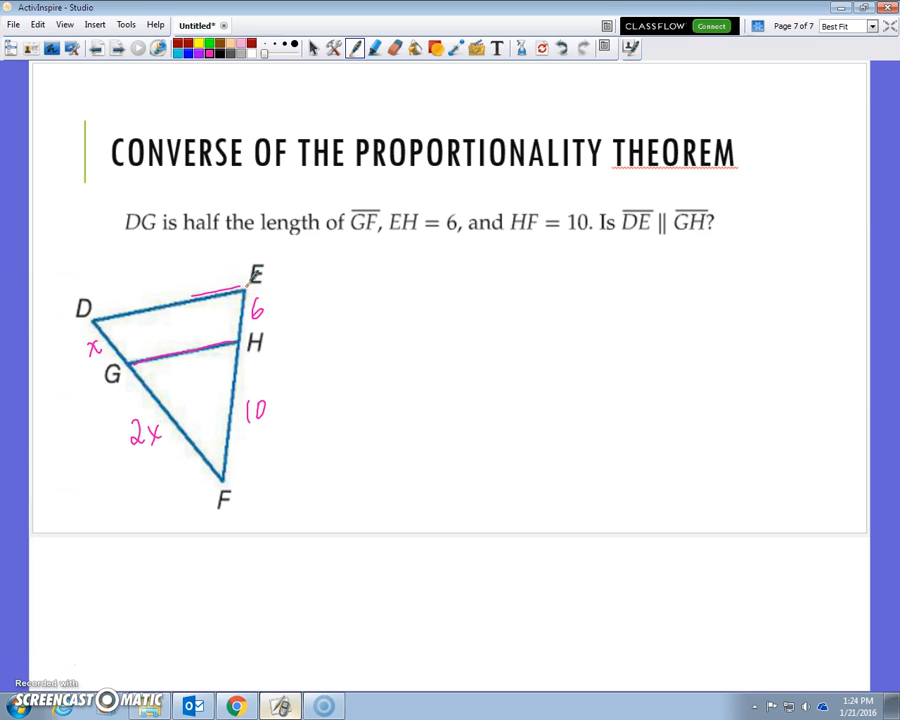 ActivInspire - Studio
File Edit View Insert Tools Help Untitled*
CLASSFLOW Connect Page 7 of 7 Best Fit
CONVERSE OF THE PROPORTIONALITY THEOREM
DG is half the length of GF, EH = 6, and HF = 10. Is DE ∥ GH?
E
D
6
x
H
G
10
2x
F
Recorded with
SCREENCAST MATIC
1:24 PM
1/21/2016